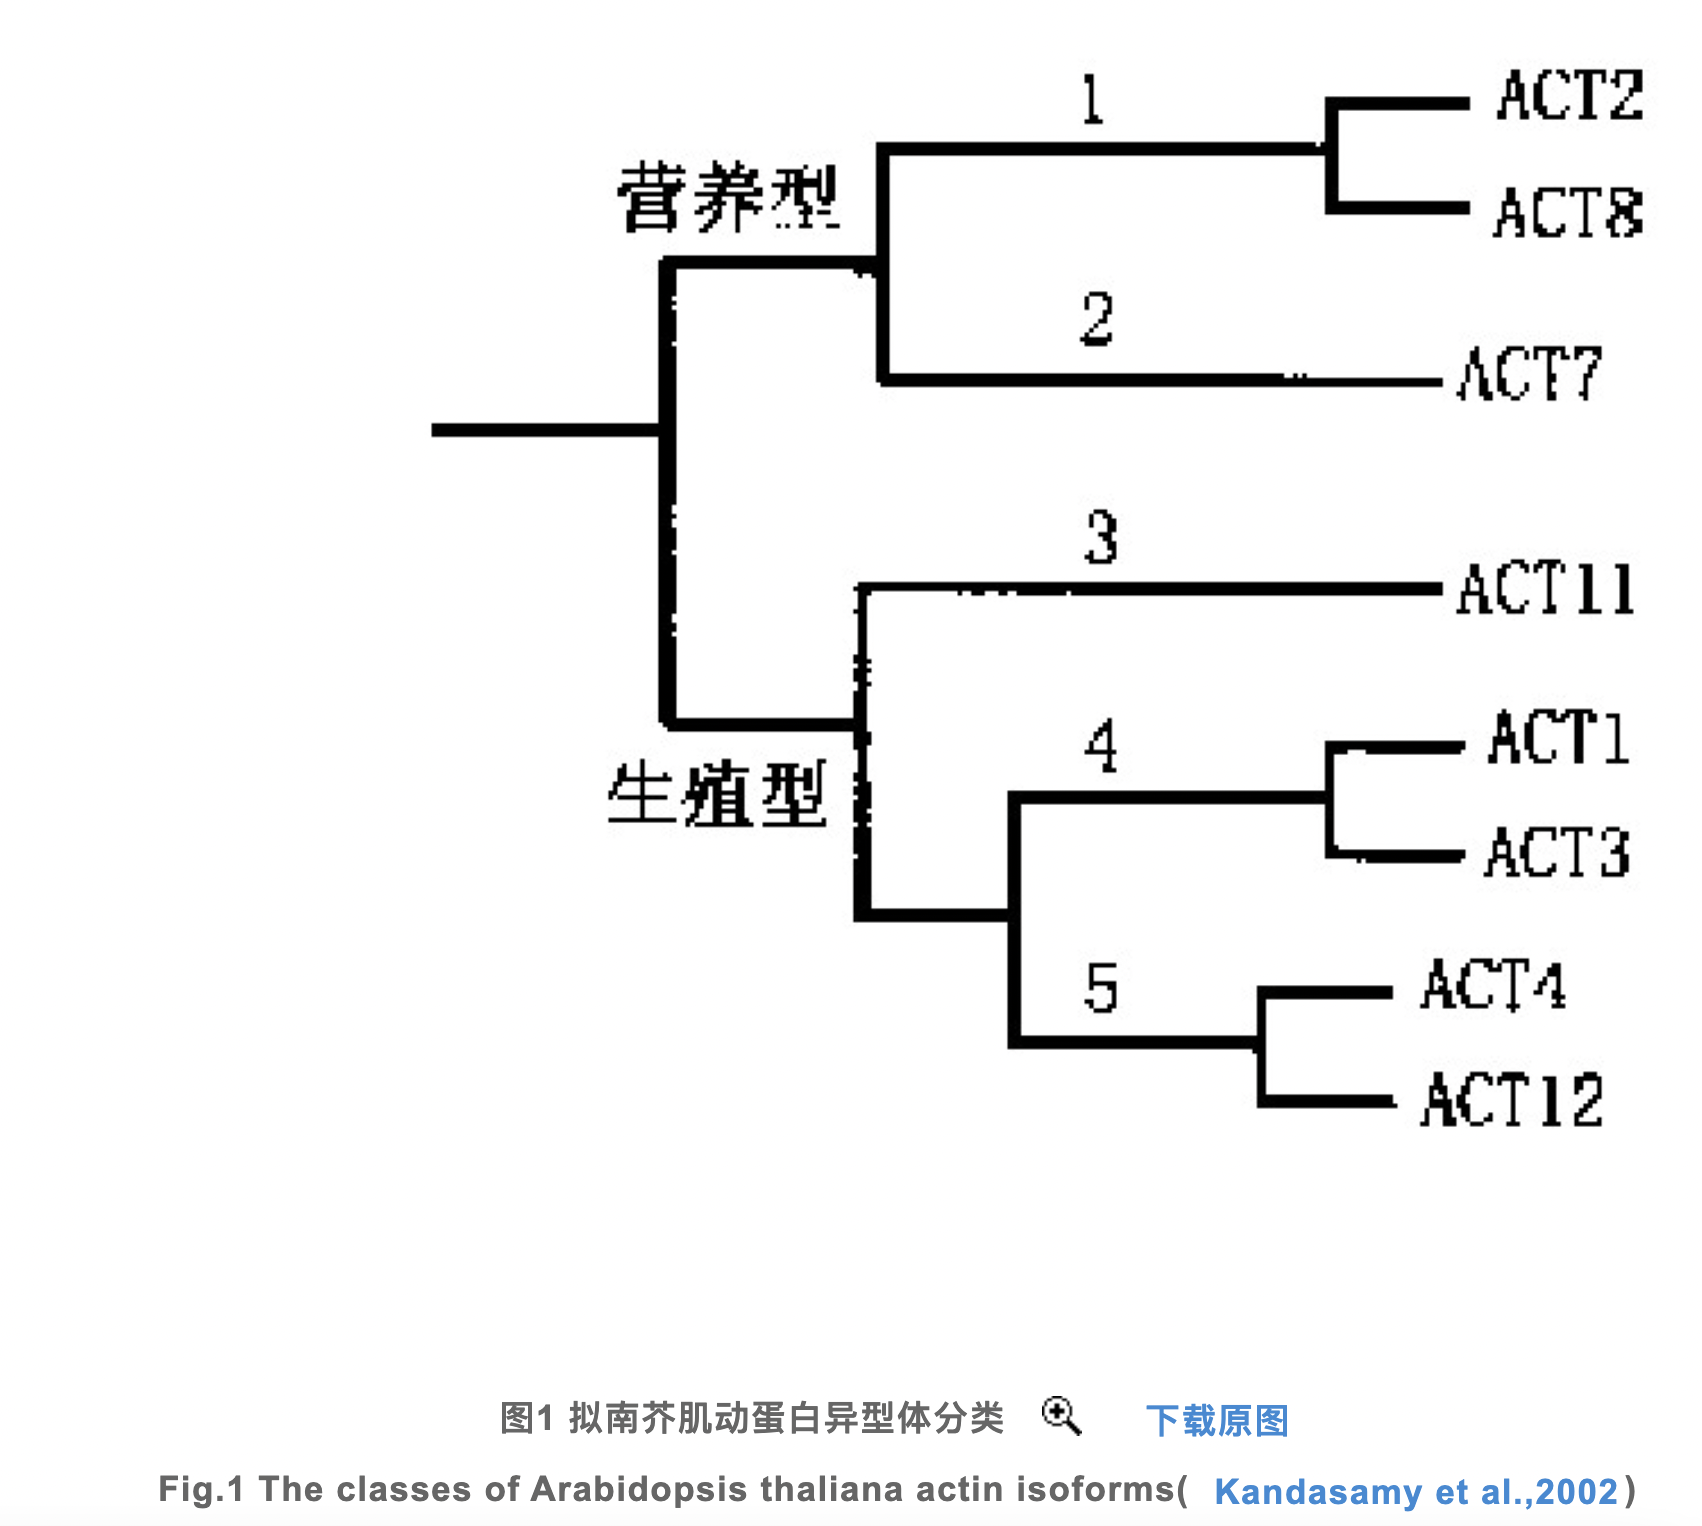 1
ACT2
营养型
ACT8
2
ACT7
3
ACT11
4
ACT1
生殖型
ACT3
5
ACT4
ACT12
图1 拟南芥肌动蛋白异型体分类 下载原图
Fig.1 The classes of Arabidopsis thaliana actin isoforms( Kandasamy et al.,2002)